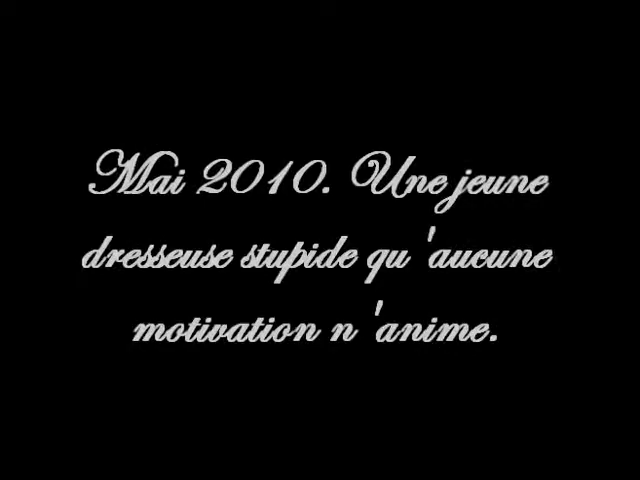 Mai 2010. Une jeune
dresseuse stupide qu'aucune
motivation n'anime.